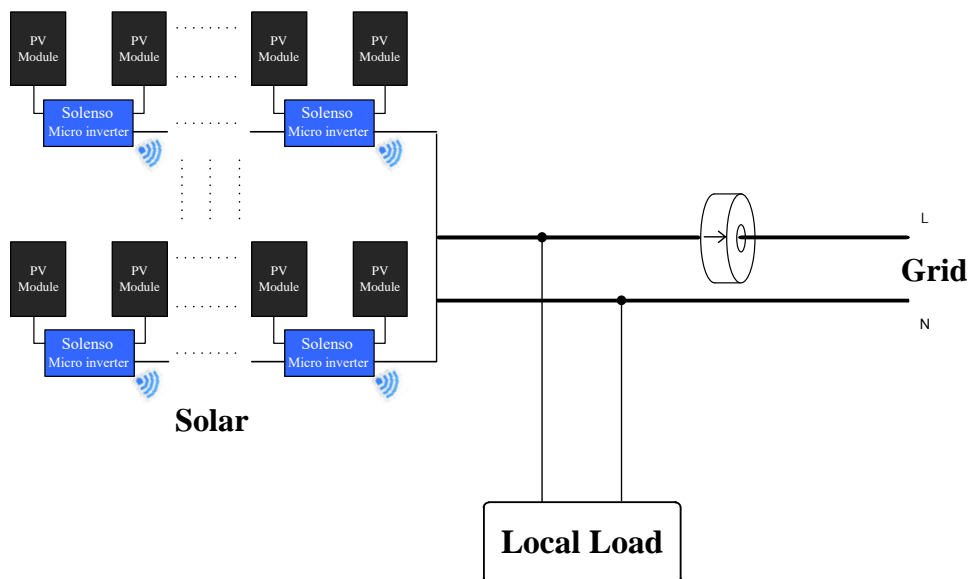 PV
Module
PV
Module
PV
Module
PV
Module
Solenso
Micro inverter
Solenso
Micro inverter
L
Grid
N
PV
Module
PV
Module
PV
Module
PV
Module
Solenso
Micro inverter
Solenso
Micro inverter
Solar
Local Load